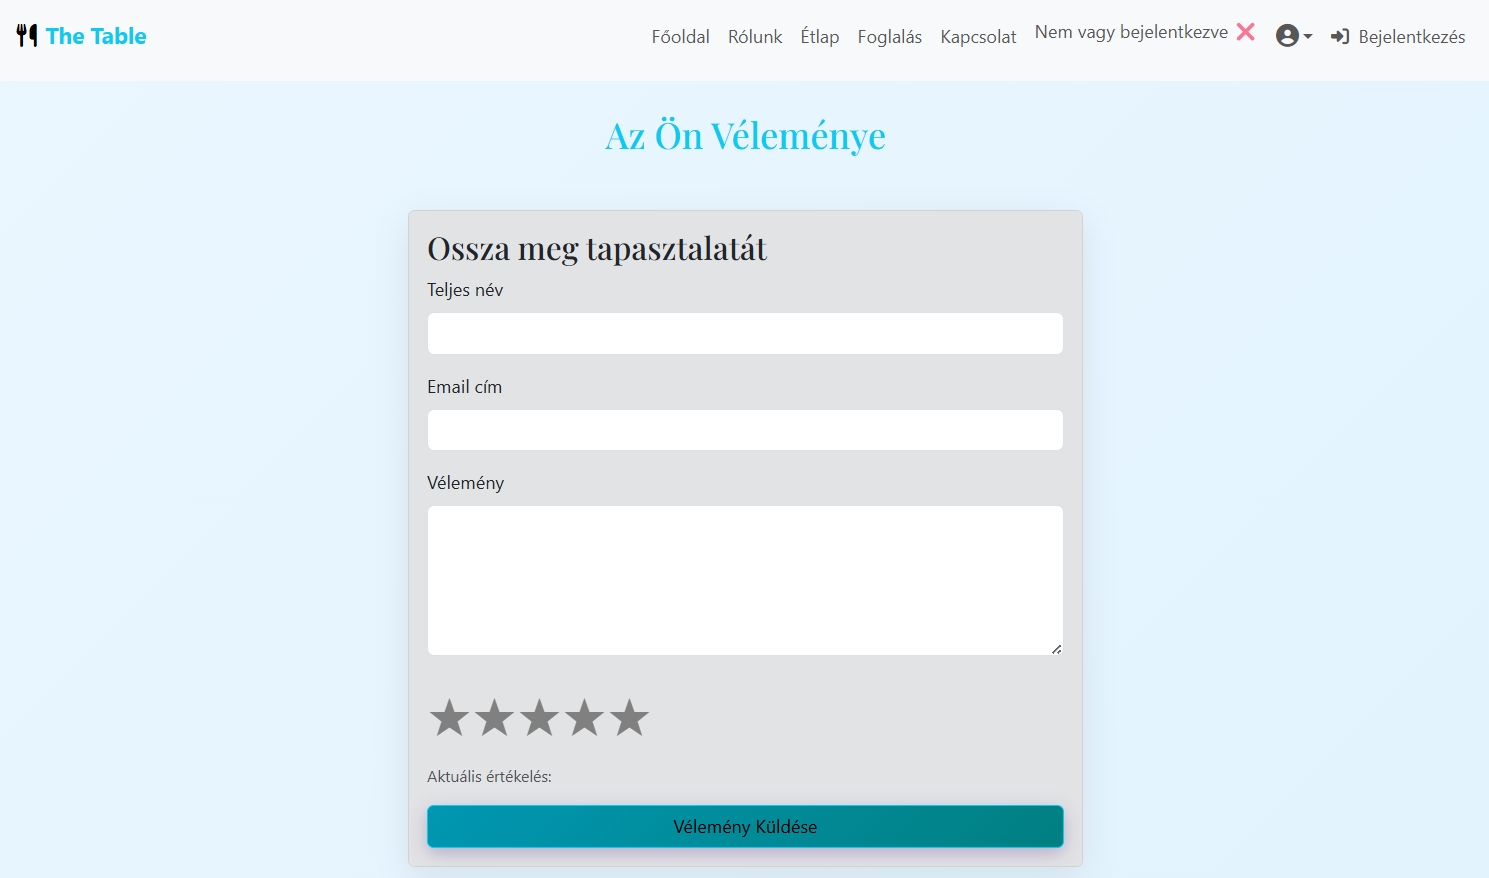 The Table
Főoldal Rólunk Étlap Foglalás Kapcsolat Nem vagy bejelentkezve ❌ Bejelentkezés
Az Ön Véleménye
Ossza meg tapasztalatát
Teljes név
Email cím
Vélemény
Aktuális értékelés:
Vélemény Küldése